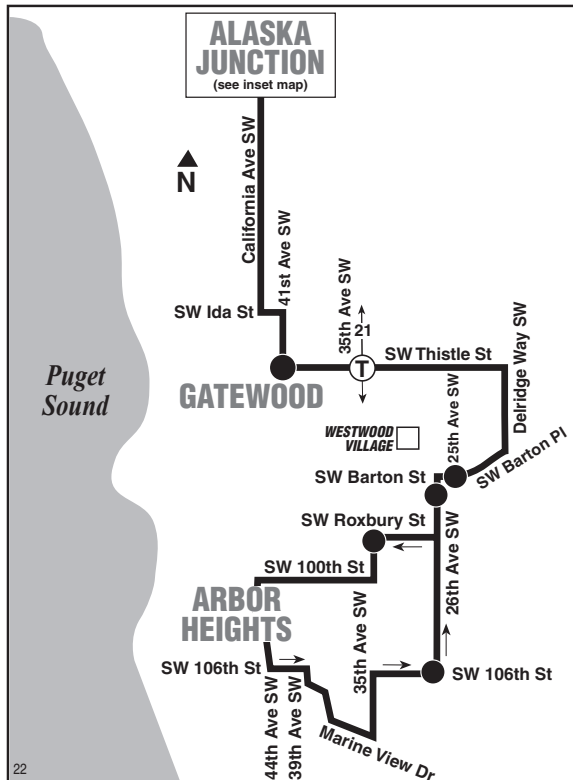 ALASKA
JUNCTION
(see inset map)
N
California Ave SW
41st Ave SW
SW Ida St
35th Ave SW
21
T
SW Thistle St
Delridge Way SW
Puget
Sound
GATEWOOD
WESTWOOD
VILLAGE
25th Ave SW
SW Barton Pl
SW Barton St
SW Roxbury St
26th Ave SW
SW 100th St
ARBOR
HEIGHTS
35th Ave SW
SW 106th St
SW 106th St
44th Ave SW
39th Ave SW
Marine View Dr
22